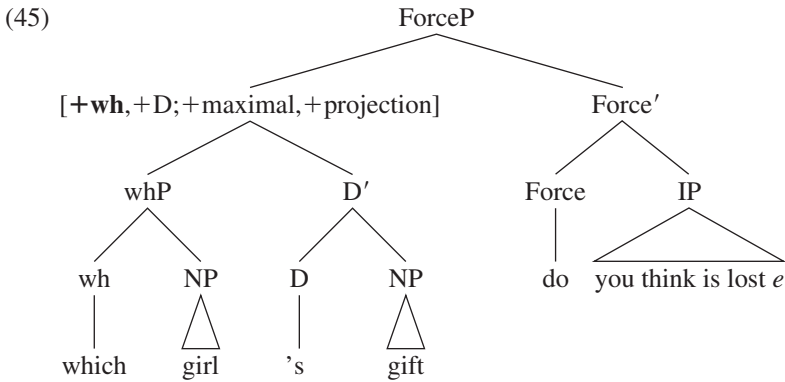 (45) ForceP
[+wh,+D;+maximal,+projection] Force′
whP D′ Force IP
wh NP D NP do you think is lost e
which girl ’s gift